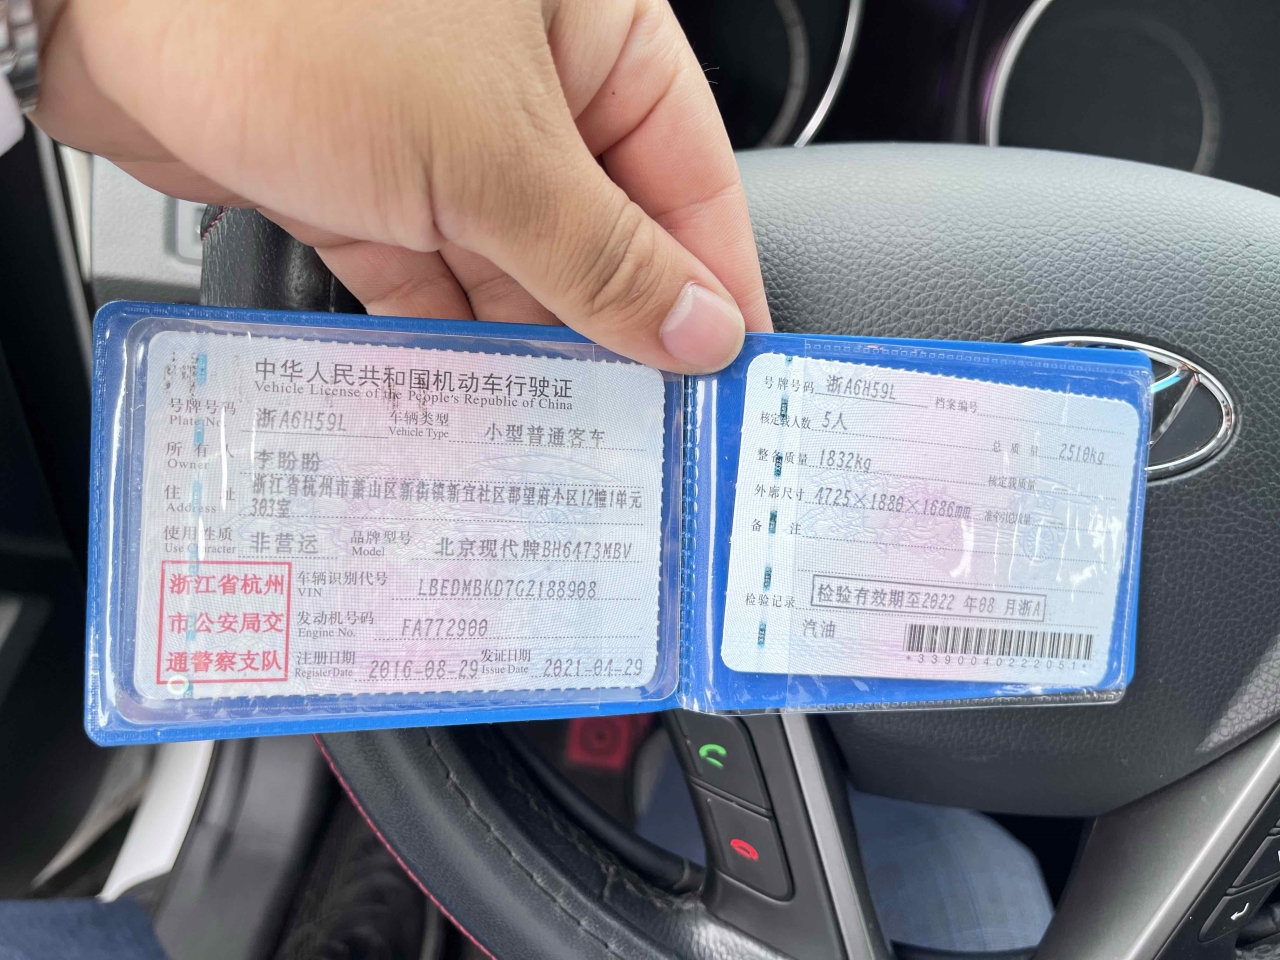 中华人民共和国机动车行驶证
Vehicle License of the People's Republic of China
号牌号码 浙A6H59L 车辆类型 小型普通客车
Plate No. Vehicle Type
所有人 李盼盼
Owner
住址 浙江省杭州市萧山区新街镇新宜社区郡望府小区12幢1单元
Address 303室
使用性质 非营运 品牌型号 北京现代牌BH6473MBV
Use Character Model
浙江省杭州
市公安局交
通警察支队
车辆识别代号 LBEDMBKD7GZ188908
VIN
发动机号码 FA772900
Engine No.
注册日期 2016-08-29 发证日期 2021-04-29
Register Date Issue Date
号牌号码 浙A6H59L 档案编号
核定载人数 5人 总质量 2510kg
整备质量 1832kg 核定载质量
外廓尺寸 4725×1880×1686mm 准牵引总质量
备注
检验记录 检验有效期至2022年08月浙A
汽油
*3390040222051*